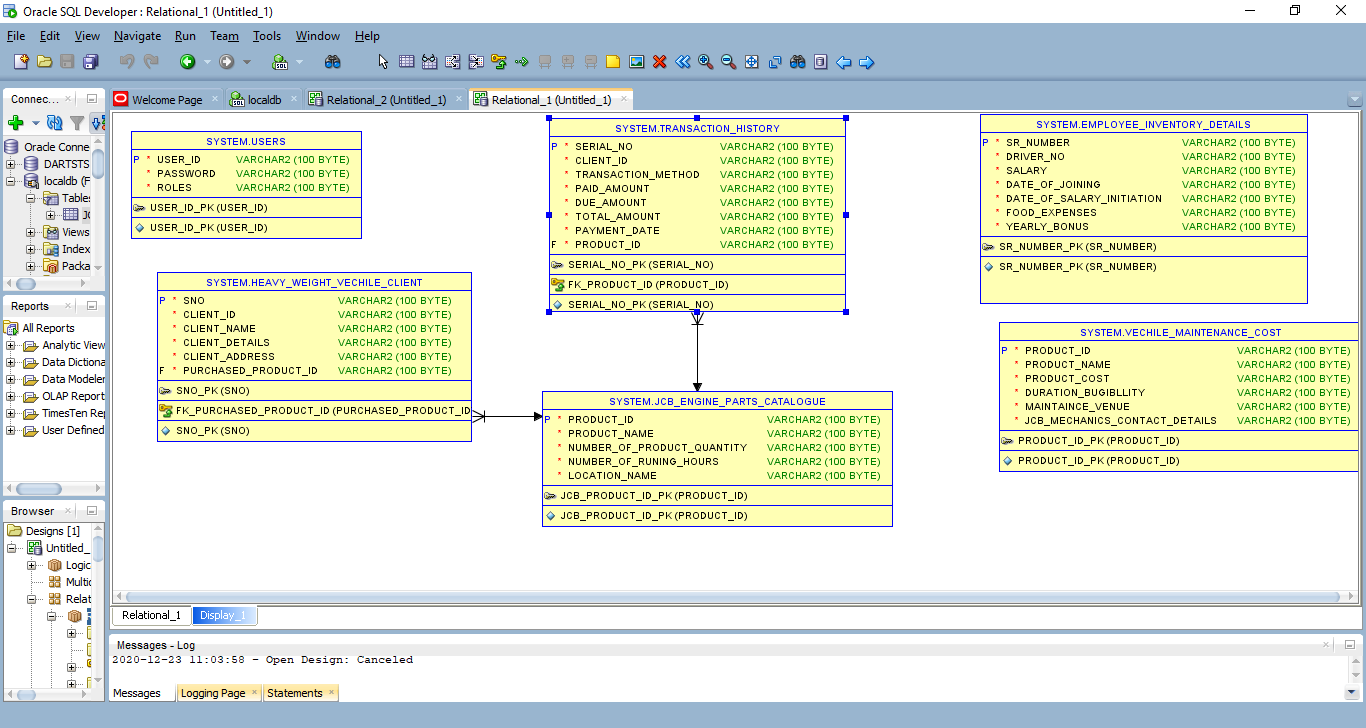 Oracle SQL Developer : Relational_1 (Untitled_1)
File Edit View Navigate Run Team Tools Window Help
Connec...
Welcome Page
localdb
Relational_2 (Untitled_1)
Relational_1 (Untitled_1)
Oracle Conne
DARTSTS
localdb (F
Tables
Views
Index
Packa
Reports
All Reports
Analytic View
Data Dictiona
Data Modeler
OLAP Report
TimesTen Rep
User Defined
Browser
Designs [1]
Untitled_
Logic
Multic
Relat
SYSTEM.USERS
P * USER_ID VARCHAR2 (100 BYTE)
* PASSWORD VARCHAR2 (100 BYTE)
* ROLES VARCHAR2 (100 BYTE)
USER_ID_PK (USER_ID)
USER_ID_PK (USER_ID)
SYSTEM.HEAVY_WEIGHT_VECHILE_CLIENT
P * SNO VARCHAR2 (100 BYTE)
* CLIENT_ID VARCHAR2 (100 BYTE)
* CLIENT_NAME VARCHAR2 (100 BYTE)
* CLIENT_DETAILS VARCHAR2 (100 BYTE)
* CLIENT_ADDRESS VARCHAR2 (100 BYTE)
F * PURCHASED_PRODUCT_ID VARCHAR2 (100 BYTE)
SNO_PK (SNO)
FK_PURCHASED_PRODUCT_ID (PURCHASED_PRODUCT_ID
SNO_PK (SNO)
SYSTEM.TRANSACTION_HISTORY
P * SERIAL_NO VARCHAR2 (100 BYTE)
* CLIENT_ID VARCHAR2 (100 BYTE)
* TRANSACTION_METHOD VARCHAR2 (100 BYTE)
* PAID_AMOUNT VARCHAR2 (100 BYTE)
* DUE_AMOUNT VARCHAR2 (100 BYTE)
* TOTAL_AMOUNT VARCHAR2 (100 BYTE)
* PAYMENT_DATE VARCHAR2 (100 BYTE)
F * PRODUCT_ID VARCHAR2 (100 BYTE)
SERIAL_NO_PK (SERIAL_NO)
FK_PRODUCT_ID (PRODUCT_ID)
SERIAL_NO_PK (SERIAL_NO)
SYSTEM.JCB_ENGINE_PARTS_CATALOGUE
P * PRODUCT_ID VARCHAR2 (100 BYTE)
* PRODUCT_NAME VARCHAR2 (100 BYTE)
* NUMBER_OF_PRODUCT_QUANTITY VARCHAR2 (100 BYTE)
* NUMBER_OF_RUNING_HOURS VARCHAR2 (100 BYTE)
* LOCATION_NAME VARCHAR2 (100 BYTE)
JCB_PRODUCT_ID_PK (PRODUCT_ID)
JCB_PRODUCT_ID_PK (PRODUCT_ID)
SYSTEM.EMPLOYEE_INVENTORY_DETAILS
P * SR_NUMBER VARCHAR2 (100 BYTE)
* DRIVER_NO VARCHAR2 (100 BYTE)
* SALARY VARCHAR2 (100 BYTE)
* DATE_OF_JOINING VARCHAR2 (100 BYTE)
* DATE_OF_SALARY_INITIATION VARCHAR2 (100 BYTE)
* FOOD_EXPENSES VARCHAR2 (100 BYTE)
* YEARLY_BONUS VARCHAR2 (100 BYTE)
SR_NUMBER_PK (SR_NUMBER)
SR_NUMBER_PK (SR_NUMBER)
SYSTEM.VECHILE_MAINTENANCE_COST
P * PRODUCT_ID VARCHAR2 (100 BYTE)
* PRODUCT_NAME VARCHAR2 (100 BYTE)
* PRODUCT_COST VARCHAR2 (100 BYTE)
* DURATION_BUGIBLLITY VARCHAR2 (100 BYTE)
* MAINTAINCE_VENUE VARCHAR2 (100 BYTE)
* JCB_MECHANICS_CONTACT_DETAILS VARCHAR2 (100 BYTE)
PRODUCT_ID_PK (PRODUCT_ID)
PRODUCT_ID_PK (PRODUCT_ID)
Relational_1
Display_1
Messages - Log
2020-12-23 11:03:58 - Open Design: Canceled
Messages
Logging Page
Statements